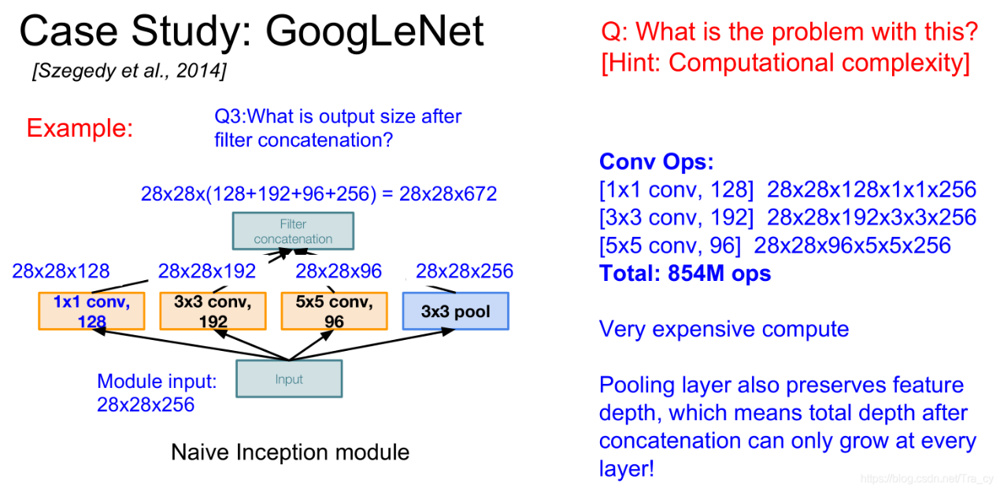 Case Study: GoogLeNet
[Szegedy et al., 2014]
Example:
Q3:What is output size after
filter concatenation?
28x28x(128+192+96+256) = 28x28x672
Filter
concatenation
28x28x128
28x28x192
28x28x96
28x28x256
1x1 conv,
128
3x3 conv,
192
5x5 conv,
96
3x3 pool
Module input:
28x28x256
Input
Naive Inception module
Q: What is the problem with this?
[Hint: Computational complexity]
Conv Ops:
[1x1 conv, 128]  28x28x128x1x1x256
[3x3 conv, 192]  28x28x192x3x3x256
[5x5 conv, 96]  28x28x96x5x5x256
Total: 854M ops
Very expensive compute
Pooling layer also preserves feature
depth, which means total depth after
concatenation can only grow at every
layer!
https://blog.csdn.net/Tra_cy